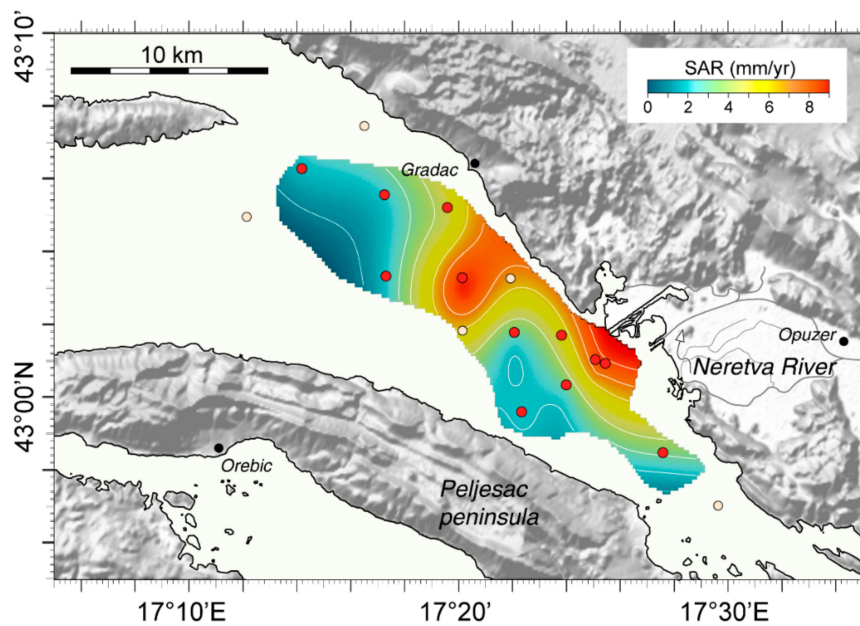 43°10'
10 km
SAR (mm/yr)
0 2 4 6 8
Gradac
Opuzer
Neretva River
43°00'N
Orebic
Peljesac
peninsula
17°10'E
17°20'
17°30'E